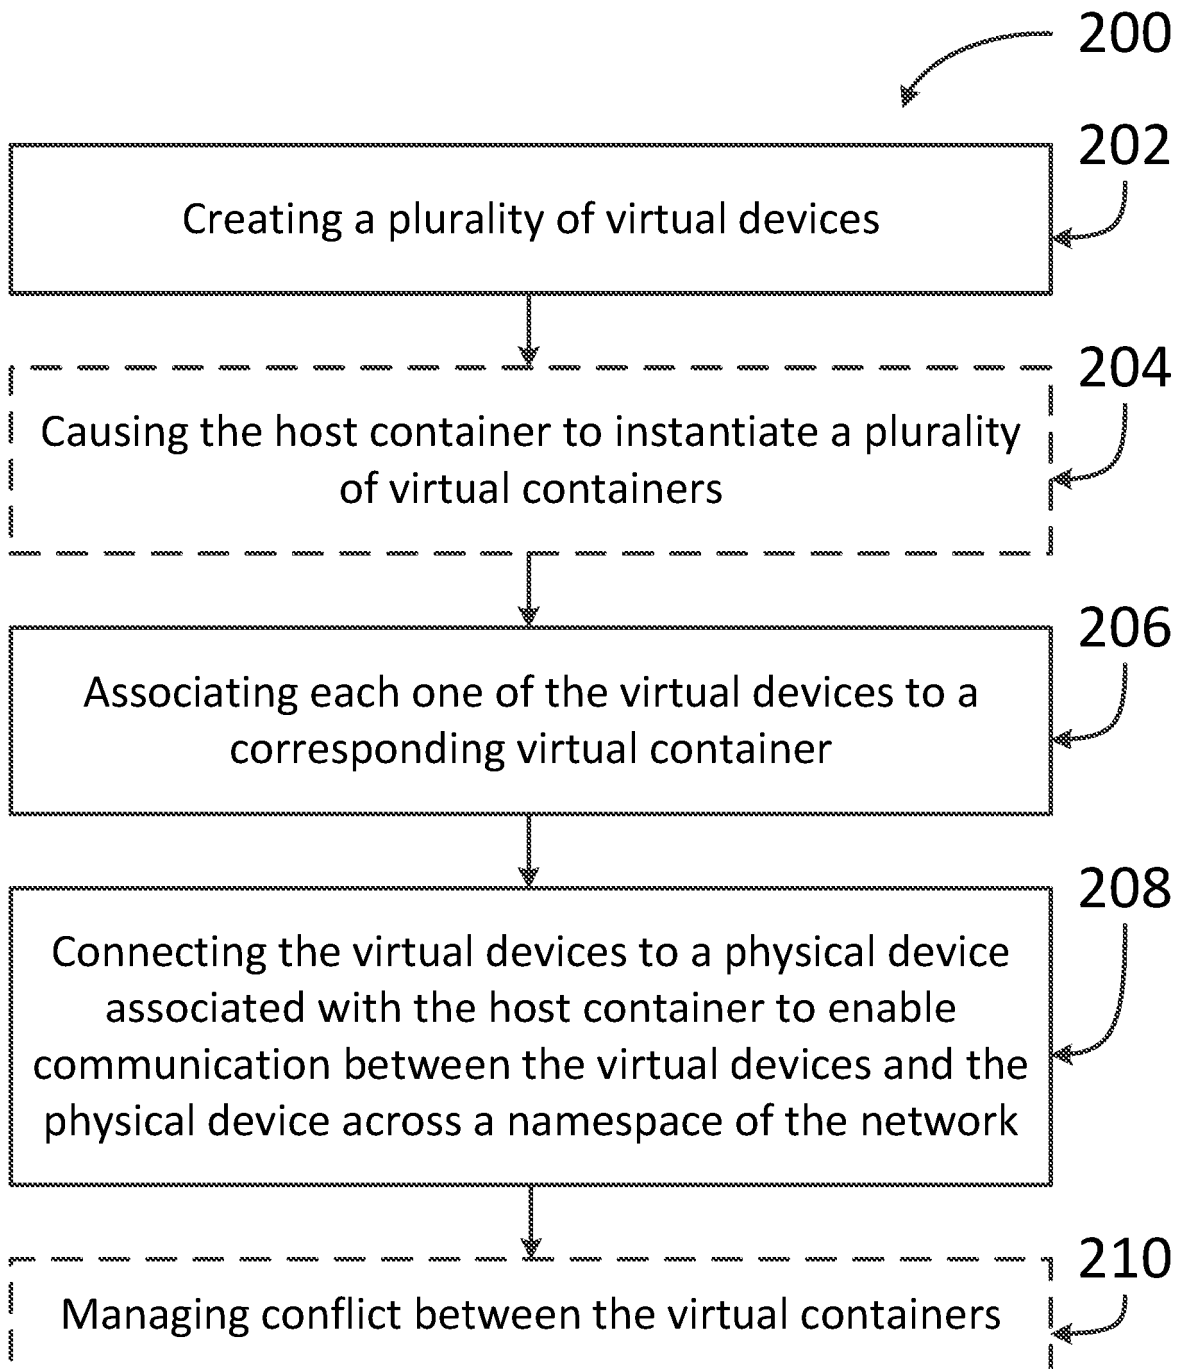 200
202
Creating a plurality of virtual devices
204
Causing the host container to instantiate a plurality
of virtual containers
206
Associating each one of the virtual devices to a
corresponding virtual container
208
Connecting the virtual devices to a physical device
associated with the host container to enable
communication between the virtual devices and the
physical device across a namespace of the network
210
Managing conflict between the virtual containers